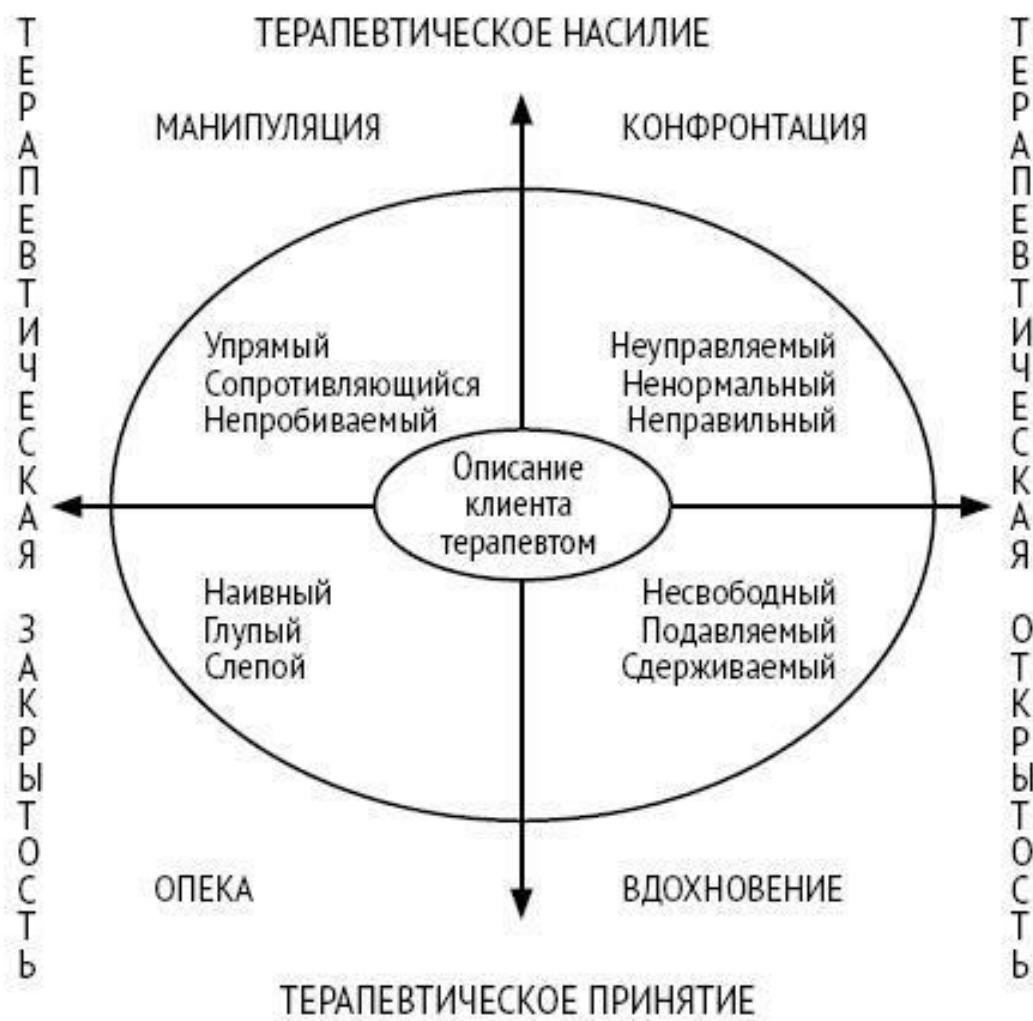 ТЕРАПЕВТИЧЕСКОЕ НАСИЛИЕ
ТЕРАПЕВТИЧЕСКАЯ ЗАКРЫТОСТЬ
ТЕРАПЕВТИЧЕСКАЯ ОТКРЫТОСТЬ
МАНИПУЛЯЦИЯ
КОНФРОНТАЦИЯ
Упрямый
Сопротивляющийся
Непробиваемый
Неуправляемый
Ненормальный
Неправильный
Описание
клиента
терапевтом
Наивный
Глупый
Слепой
Несвободный
Подавляемый
Сдерживаемый
ОПЕКА
ВДОХНОВЕНИЕ
ТЕРАПЕВТИЧЕСКОЕ ПРИНЯТИЕ